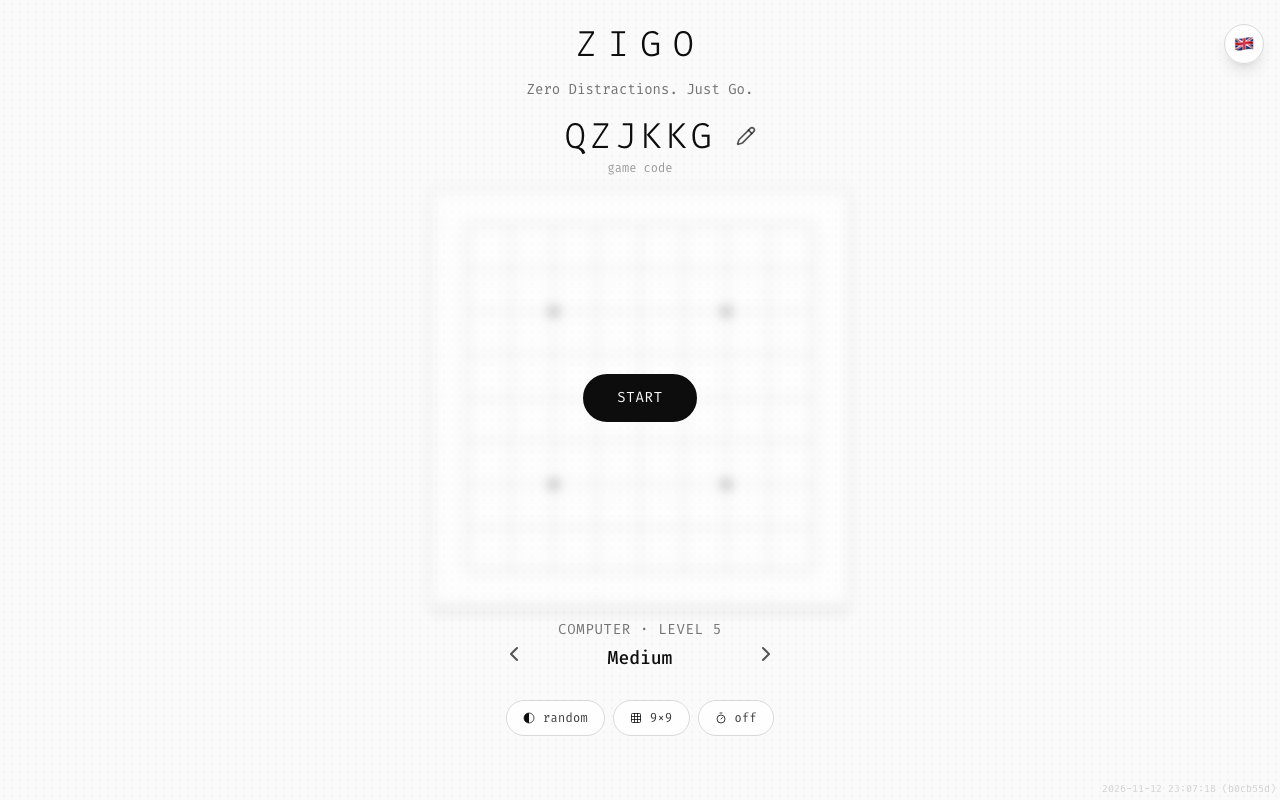 ZIGO
Zero Distractions. Just Go.
QZJKKG
game code
START
COMPUTER · LEVEL 5
Medium
random
9×9
off
2026-11-12 23:07:18 (b0cb55d)